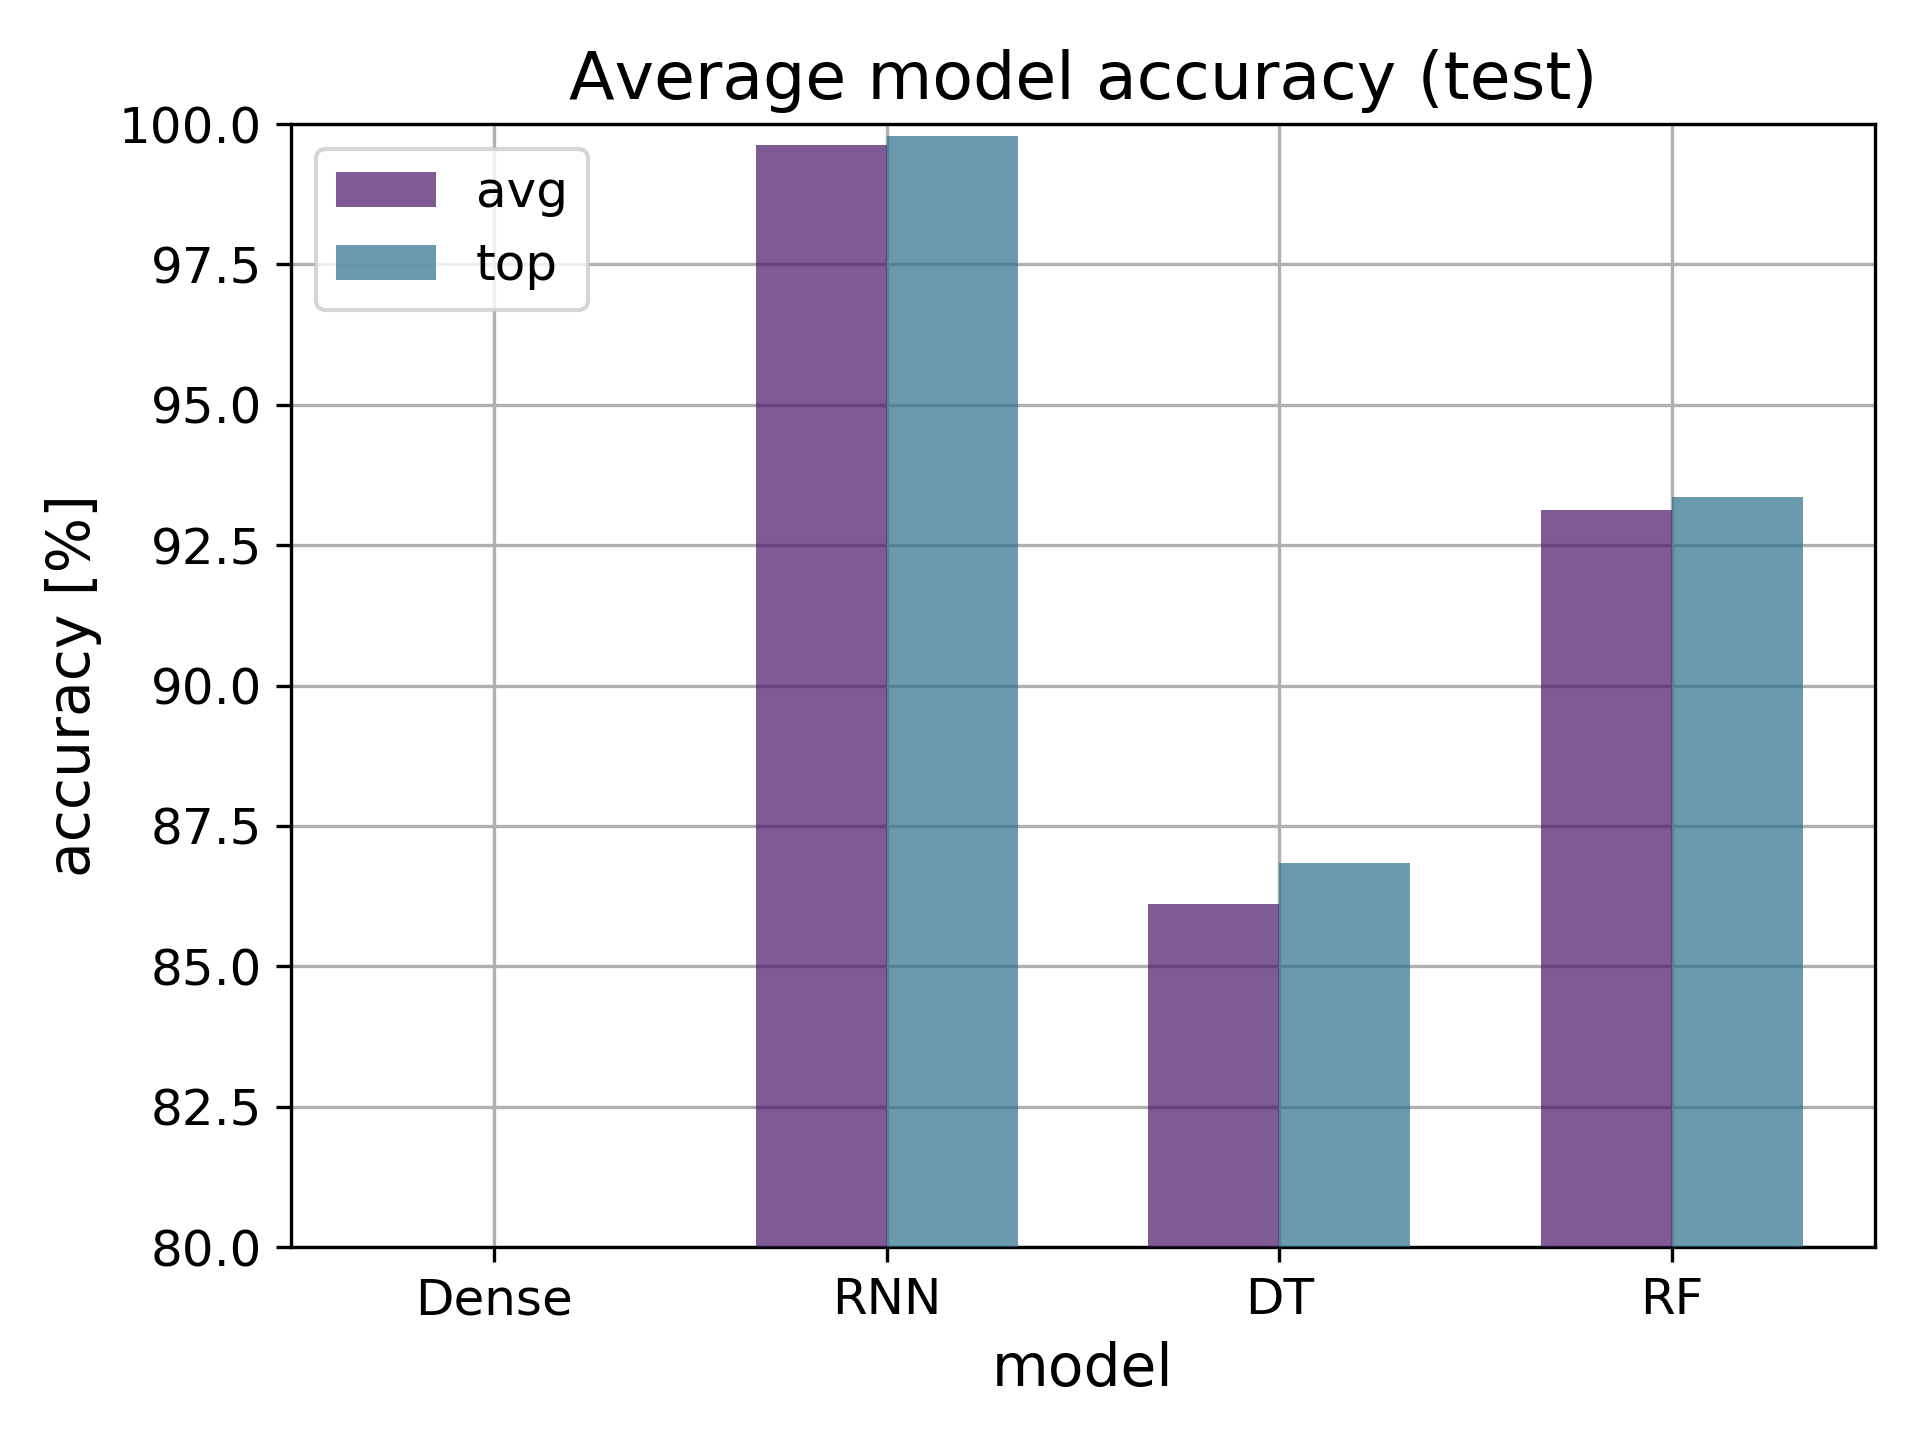 Average model accuracy (test)
100.0
97.5
95.0
92.5
90.0
87.5
85.0
82.5
80.0
accuracy [%]
avg
top
Dense
RNN
DT
RF
model